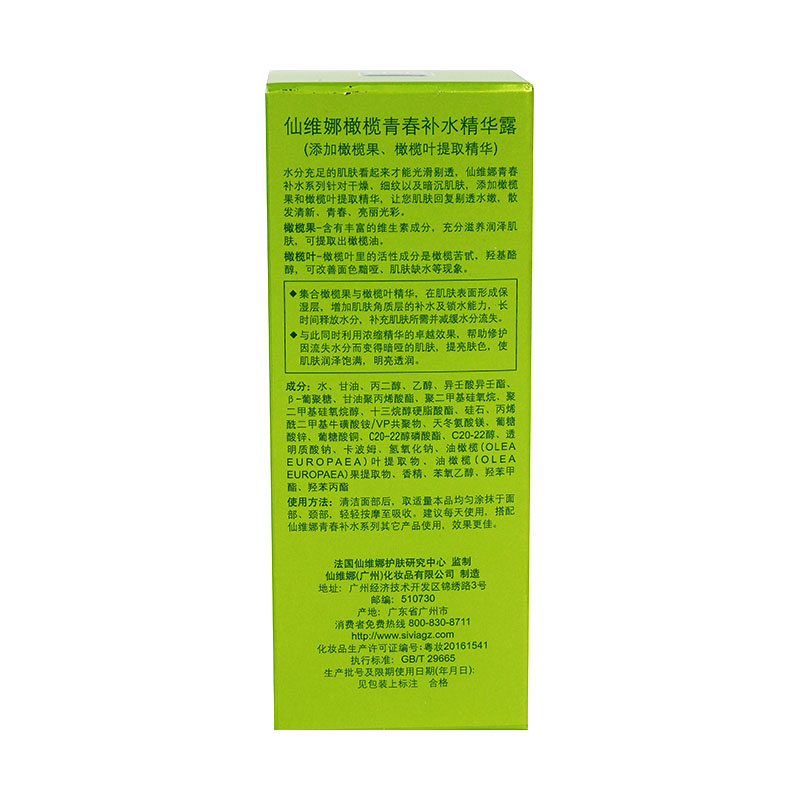 仙维娜橄榄青春补水精华露
(添加橄榄果、橄榄叶提取精华)
水分充足的肌肤看起来才能光滑剔透，仙维娜青春
补水系列针对干燥、细纹以及暗沉肌肤，添加橄榄
果和橄榄叶提取精华，让您肌肤回复剔透水嫩，散
发清新、青春、亮丽光彩。
橄榄果-含有丰富的维生素成分，充分滋养润泽肌
肤，可提取出橄榄油。
橄榄叶-橄榄叶里的活性成分是橄榄苦甙，羟基酪
醇，可改善面色黯哑、肌肤缺水等现象。
◆集合橄榄果与橄榄叶精华，在肌肤表面形成保
湿层，增加肌肤角质层的补水及锁水能力，长
时间释放水分，补充肌肤所需并减缓水分流失。
◆与此同时利用浓缩精华的卓越效果，帮助修护
因流失水分而变得暗哑的肌肤，提亮肤色，使
肌肤润泽饱满，明亮透润。
成分：水、甘油、丙二醇、乙醇、异壬酸异壬酯、
β-葡聚糖、甘油聚丙烯酸酯、聚二甲基硅氧烷、聚
二甲基硅氧烷醇、十三烷醇硬脂酸酯、硅石、丙烯
酰二甲基牛磺酸铵/VP共聚物、天冬氨酸镁、葡糖
酸锌、葡糖酸铜、C20-22醇磷酸酯、C20-22醇、透
明质酸钠、卡波姆、氢氧化钠、油橄榄(OLEA
EUROPAEA)叶提取物、油橄榄(OLEA
EUROPAEA)果提取物、香精、苯氧乙醇、羟苯甲
酯、羟苯丙酯
使用方法：清洁面部后，取适量本品均匀涂抹于面
部、颈部，轻轻按摩至吸收。建议每天使用，搭配
仙维娜青春补水系列其它产品使用，效果更佳。
法国仙维娜护肤研究中心 监制
仙维娜(广州)化妆品有限公司 制造
地址：广州经济技术开发区锦绣路3号
邮编：510730
产地：广东省广州市
消费者免费热线 800-830-8711
http://www.siviagz.com
化妆品生产许可证编号:粤妆20161541
执行标准：GB/T 29665
生产批号及限期使用日期(年月日):
见包装上标注 合格